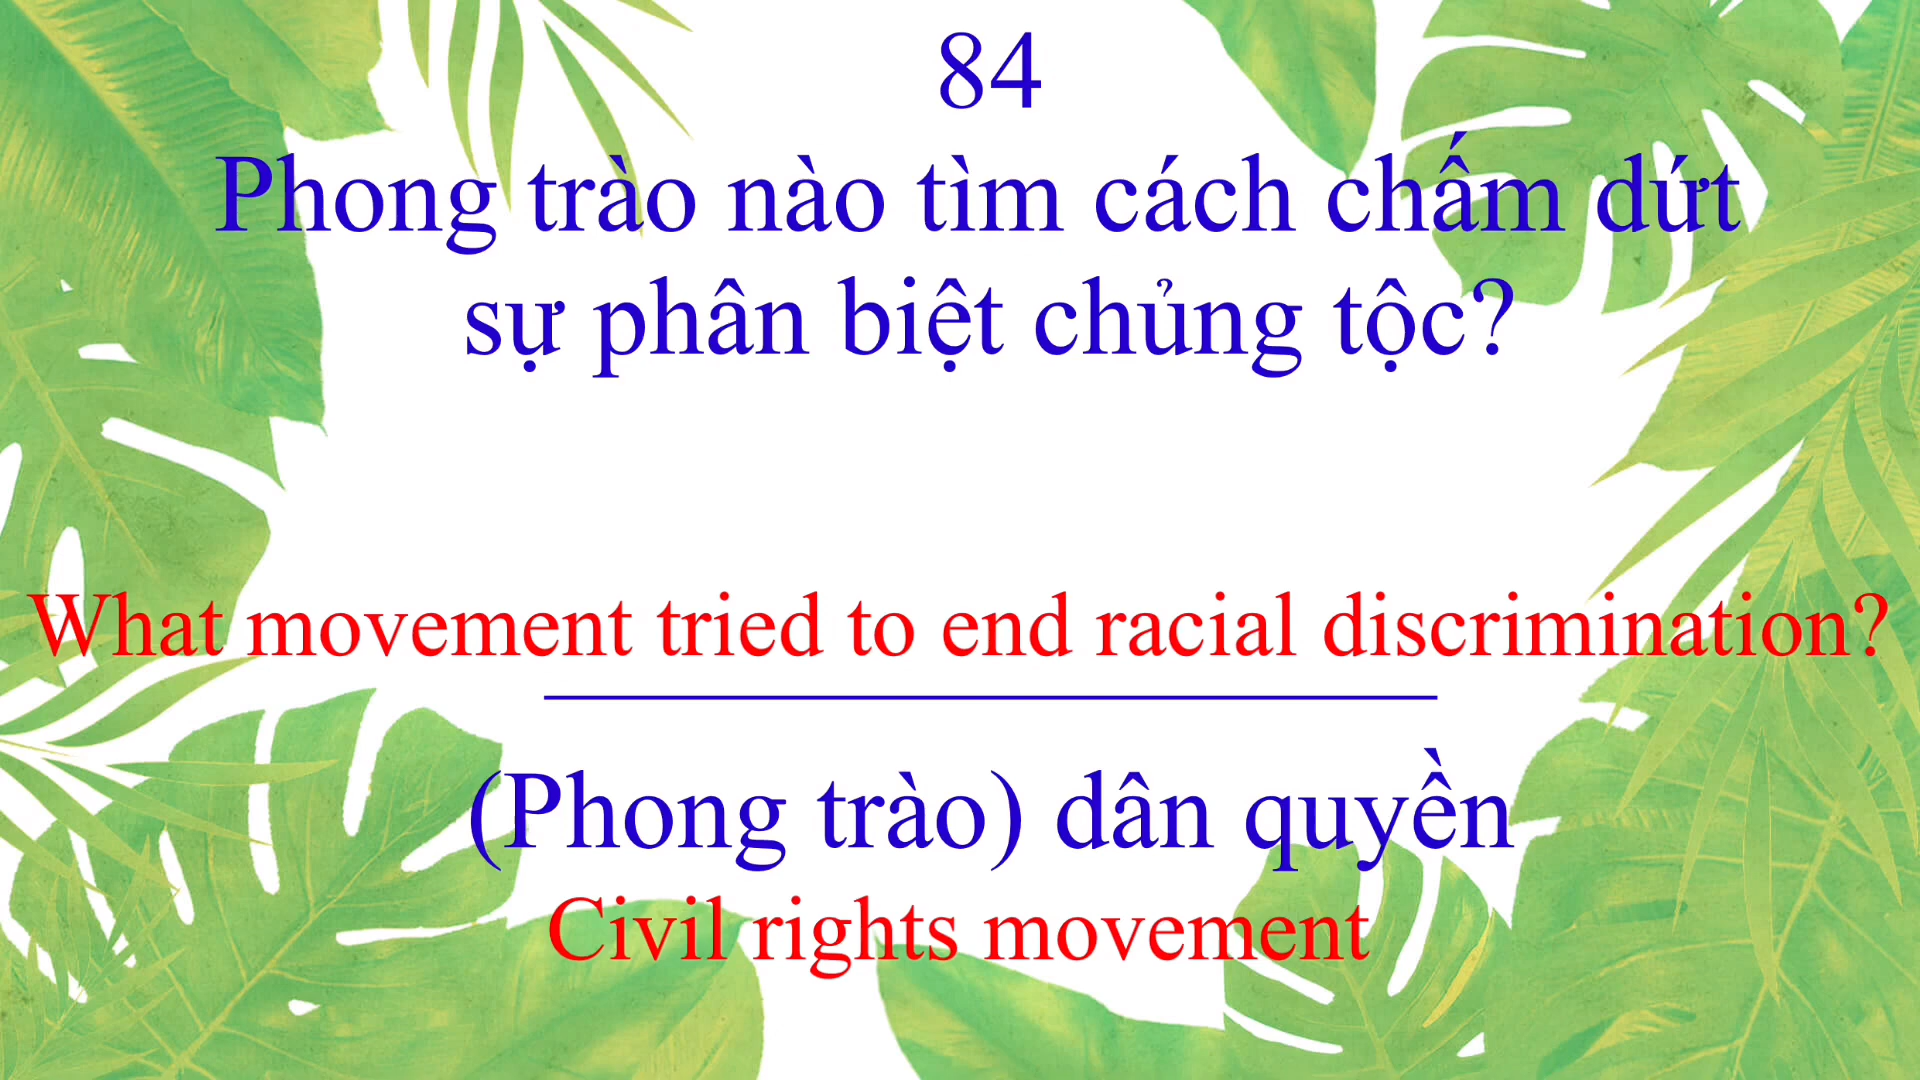 84
Phong trào nào tìm cách chấm dứt
sự phân biệt chủng tộc?
What movement tried to end racial discrimination?
(Phong trào) dân quyền
Civil rights movement